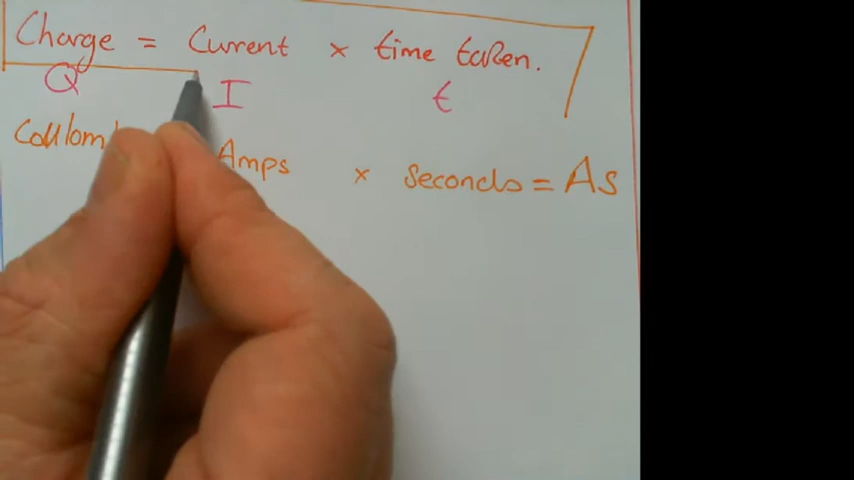 Charge = Current × time taken.
Q I t
Amps × seconds = As